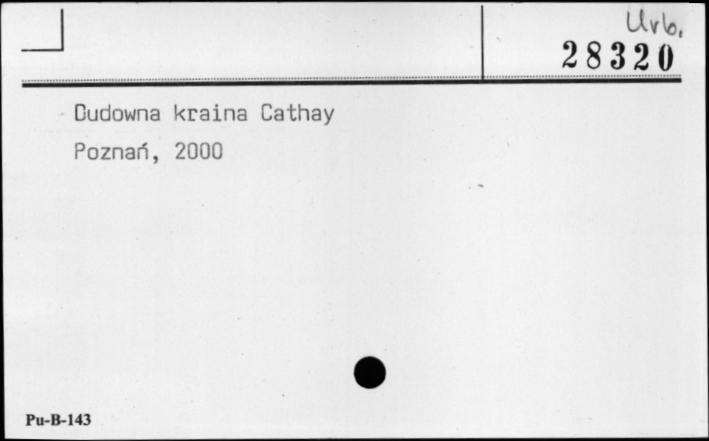 Urb.
28320
Cudowna kraina Cathay
Poznań, 2000
Pu-B-143